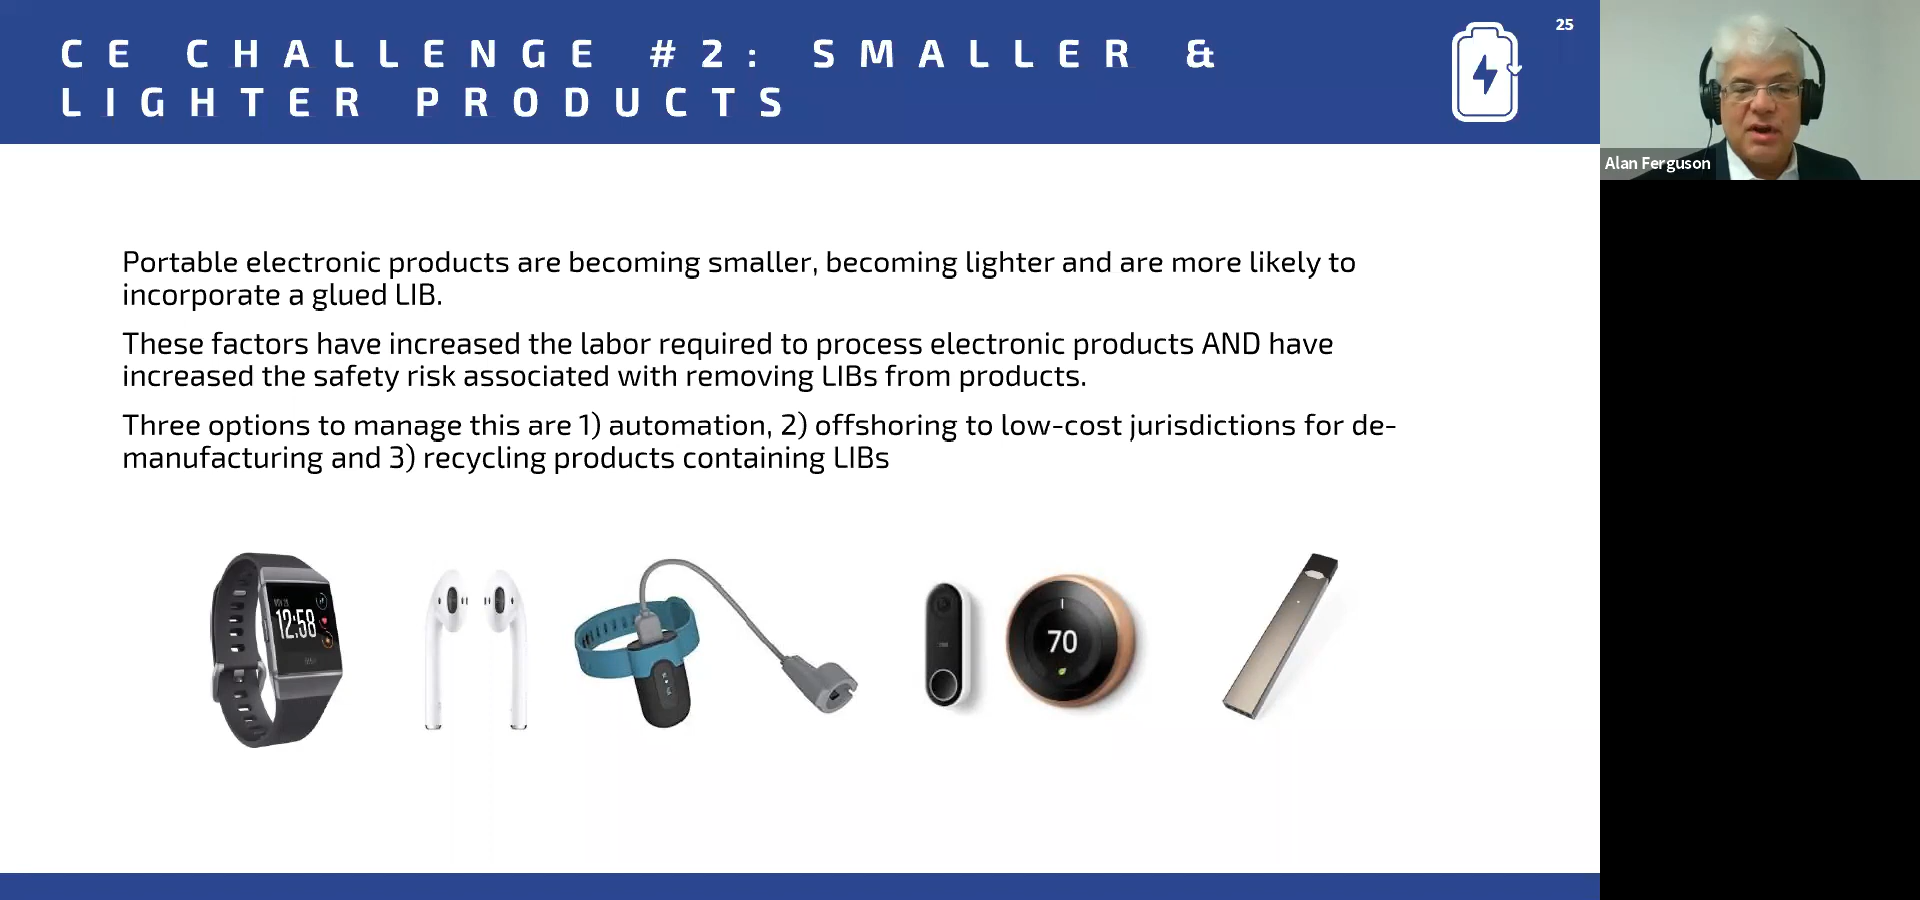 CE CHALLENGE #2: SMALLER &
LIGHTER PRODUCTS
25
Alan Ferguson
Portable electronic products are becoming smaller, becoming lighter and are more likely to
incorporate a glued LIB.
These factors have increased the labor required to process electronic products AND have
increased the safety risk associated with removing LIBs from products.
Three options to manage this are 1) automation, 2) offshoring to low-cost jurisdictions for de-
manufacturing and 3) recycling products containing LIBs
12:58
70